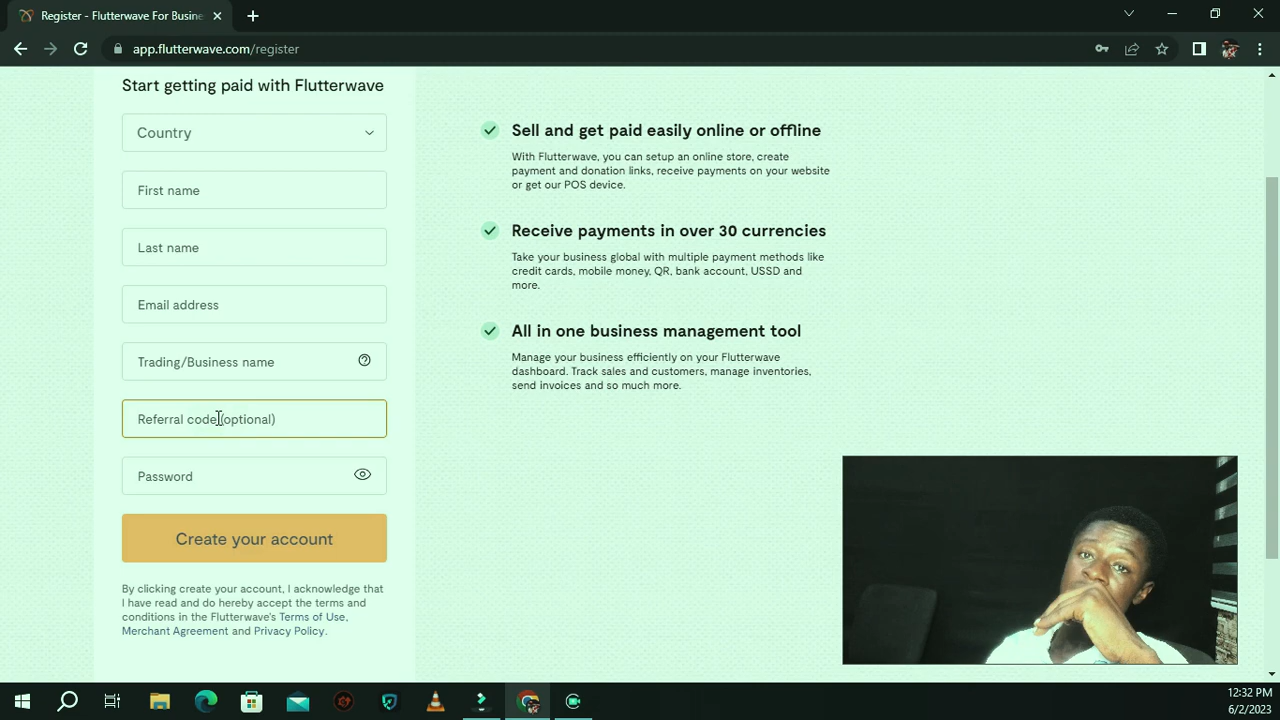 Register - Flutterwave For Busine
app.flutterwave.com/register
Start getting paid with Flutterwave
Country
First name
Last name
Email address
Trading/Business name
Referral code(optional)
Password
Create your account
By clicking create your account, I acknowledge that
I have read and do hereby accept the terms and
conditions in the Flutterwave's Terms of Use,
Merchant Agreement and Privacy Policy.
Sell and get paid easily online or offline
With Flutterwave, you can setup an online store, create
payment and donation links, receive payments on your website
or get our POS device.
Receive payments in over 30 currencies
Take your business global with multiple payment methods like
credit cards, mobile money, QR, bank account, USSD and
more.
All in one business management tool
Manage your business efficiently on your Flutterwave
dashboard. Track sales and customers, manage inventories,
send invoices and so much more.
12:32 PM
6/2/2023